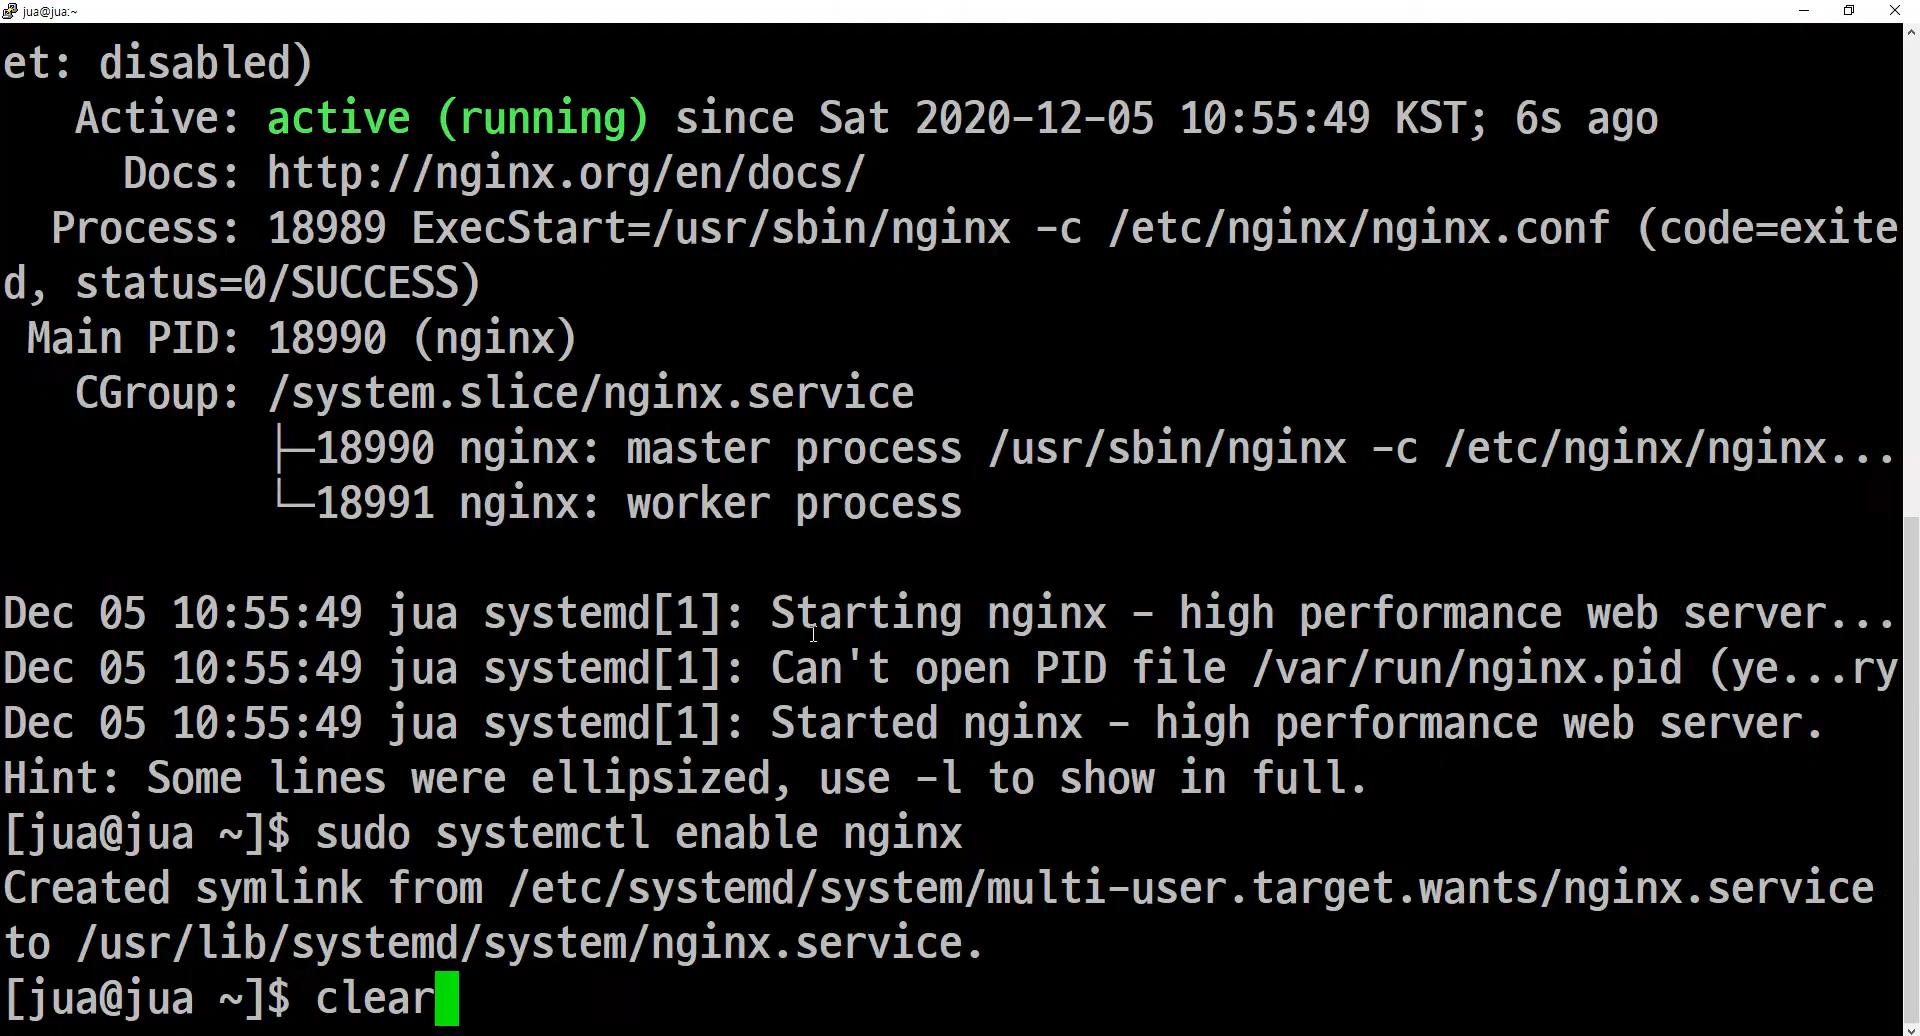 jua@jua:~
et: disabled)
Active: active (running) since Sat 2020-12-05 10:55:49 KST; 6s ago
Docs: http://nginx.org/en/docs/
Process: 18989 ExecStart=/usr/sbin/nginx -c /etc/nginx/nginx.conf (code=exite
d, status=0/SUCCESS)
Main PID: 18990 (nginx)
CGroup: /system.slice/nginx.service
├─18990 nginx: master process /usr/sbin/nginx -c /etc/nginx/nginx...
└─18991 nginx: worker process
Dec 05 10:55:49 jua systemd[1]: Starting nginx - high performance web server...
Dec 05 10:55:49 jua systemd[1]: Can't open PID file /var/run/nginx.pid (ye...ry
Dec 05 10:55:49 jua systemd[1]: Started nginx - high performance web server.
Hint: Some lines were ellipsized, use -l to show in full.
[jua@jua ~]$ sudo systemctl enable nginx
Created symlink from /etc/systemd/system/multi-user.target.wants/nginx.service
to /usr/lib/systemd/system/nginx.service.
[jua@jua ~]$ clear